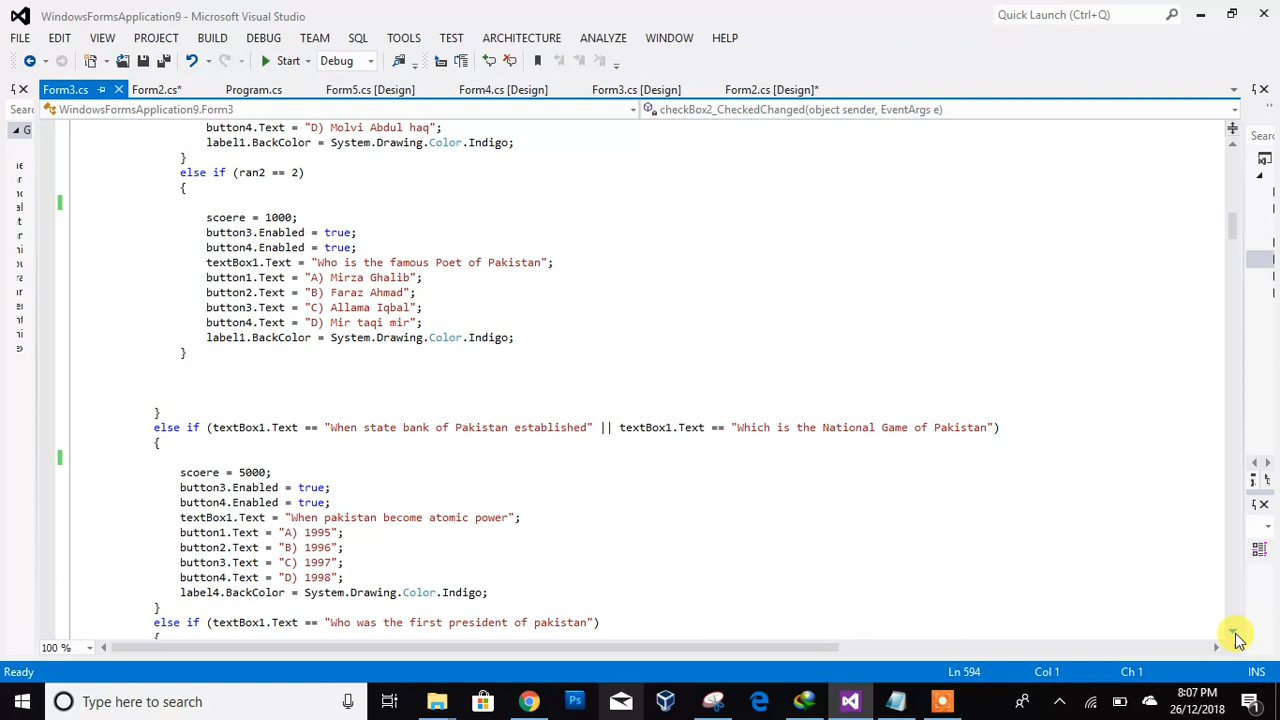 WindowsFormsApplication9 - Microsoft Visual Studio
Quick Launch (Ctrl+Q)
FILE EDIT VIEW PROJECT BUILD DEBUG TEAM SQL TOOLS TEST ARCHITECTURE ANALYZE WINDOW HELP
Start Debug
Form3.cs Form2.cs* Program.cs Form5.cs [Design] Form4.cs [Design] Form3.cs [Design] Form2.cs [Design]*
Sear WindowsFormsApplication9.Form3 checkBox2_CheckedChanged(object sender, EventArgs e)
button4.Text = "D) Molvi Abdul haq";
label1.BackColor = System.Drawing.Color.Indigo;
}
else if (ran2 == 2)
{
scoere = 1000;
button3.Enabled = true;
button4.Enabled = true;
textBox1.Text = "Who is the famous Poet of Pakistan";
button1.Text = "A) Mirza Ghalib";
button2.Text = "B) Faraz Ahmad";
button3.Text = "C) Allama Iqbal";
button4.Text = "D) Mir taqi mir";
label1.BackColor = System.Drawing.Color.Indigo;
}
}
else if (textBox1.Text == "When state bank of Pakistan established" || textBox1.Text == "Which is the National Game of Pakistan")
{
scoere = 5000;
button3.Enabled = true;
button4.Enabled = true;
textBox1.Text = "When pakistan become atomic power";
button1.Text = "A) 1995";
button2.Text = "B) 1996";
button3.Text = "C) 1997";
button4.Text = "D) 1998";
label4.BackColor = System.Drawing.Color.Indigo;
}
else if (textBox1.Text == "Who was the first president of pakistan")
{
100 %
Ready Ln 594 Col 1 Ch 1 INS
Type here to search
8:07 PM
26/12/2018